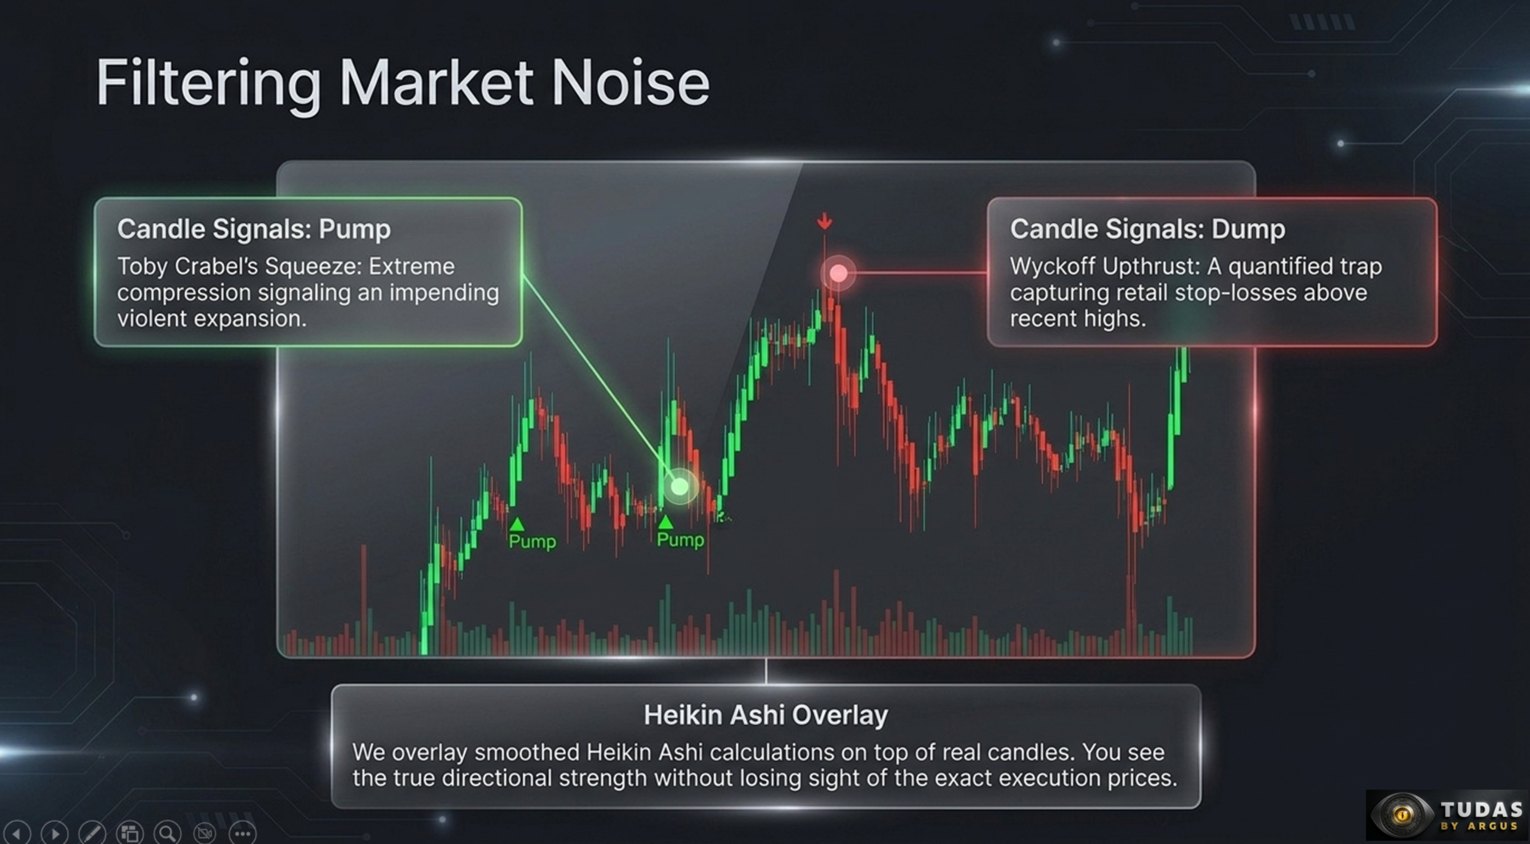 Filtering Market Noise
Candle Signals: Pump
Toby Crabel's Squeeze: Extreme
compression signaling an impending
violent expansion.
Candle Signals: Dump
Wyckoff Upthrust: A quantified trap
capturing retail stop-losses above
recent highs.
Pump
Pump
Heikin Ashi Overlay
We overlay smoothed Heikin Ashi calculations on top of real candles. You see
the true directional strength without losing sight of the exact execution prices.
TUDAS
BY ARGUS